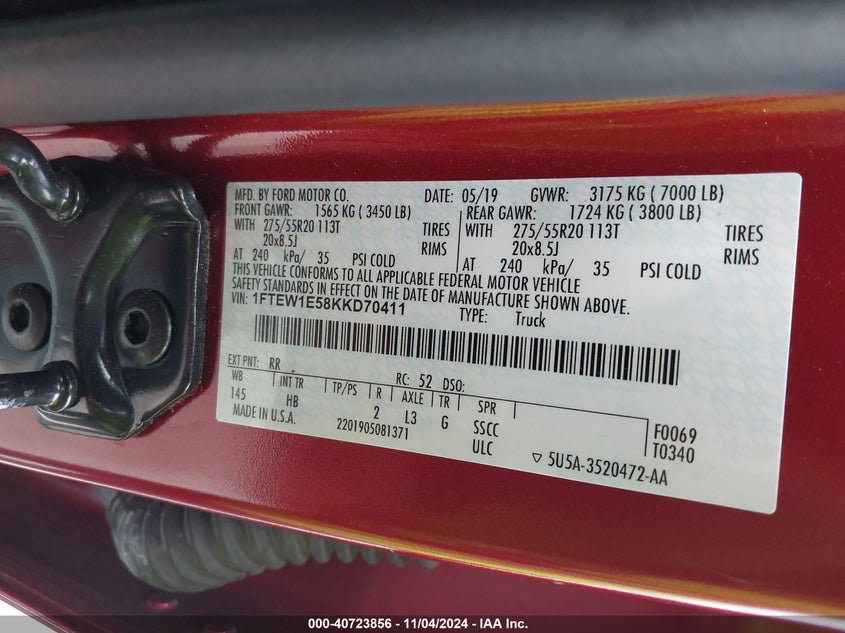 MFD. BY FORD MOTOR CO. DATE: 05/19 GVWR: 3175 KG ( 7000 LB)
FRONT GAWR: 1565 KG ( 3450 LB) REAR GAWR: 1724 KG ( 3800 LB)
WITH 275/55R20 113T TIRES WITH 275/55R20 113T TIRES
20x8.5J RIMS 20x8.5J RIMS
AT 240 kPa/ 35 PSI COLD AT 240 kPa/ 35 PSI COLD
THIS VEHICLE CONFORMS TO ALL APPLICABLE FEDERAL MOTOR VEHICLE
SAFETY STANDARDS IN EFFECT ON THE DATE OF MANUFACTURE SHOWN ABOVE.
VIN: 1FTEW1E58KKD70411
TYPE: Truck
EXT PNT: RR RC: 52 DSO:
WB INT TR TP/PS R AXLE TR SPR
145 HB 2 L3 G SSCC F0069
MADE IN U.S.A. 2201905081371 ULC T0340
▽ 5U5A-3520472-AA
000-40723856 - 11/04/2024 - IAA Inc.